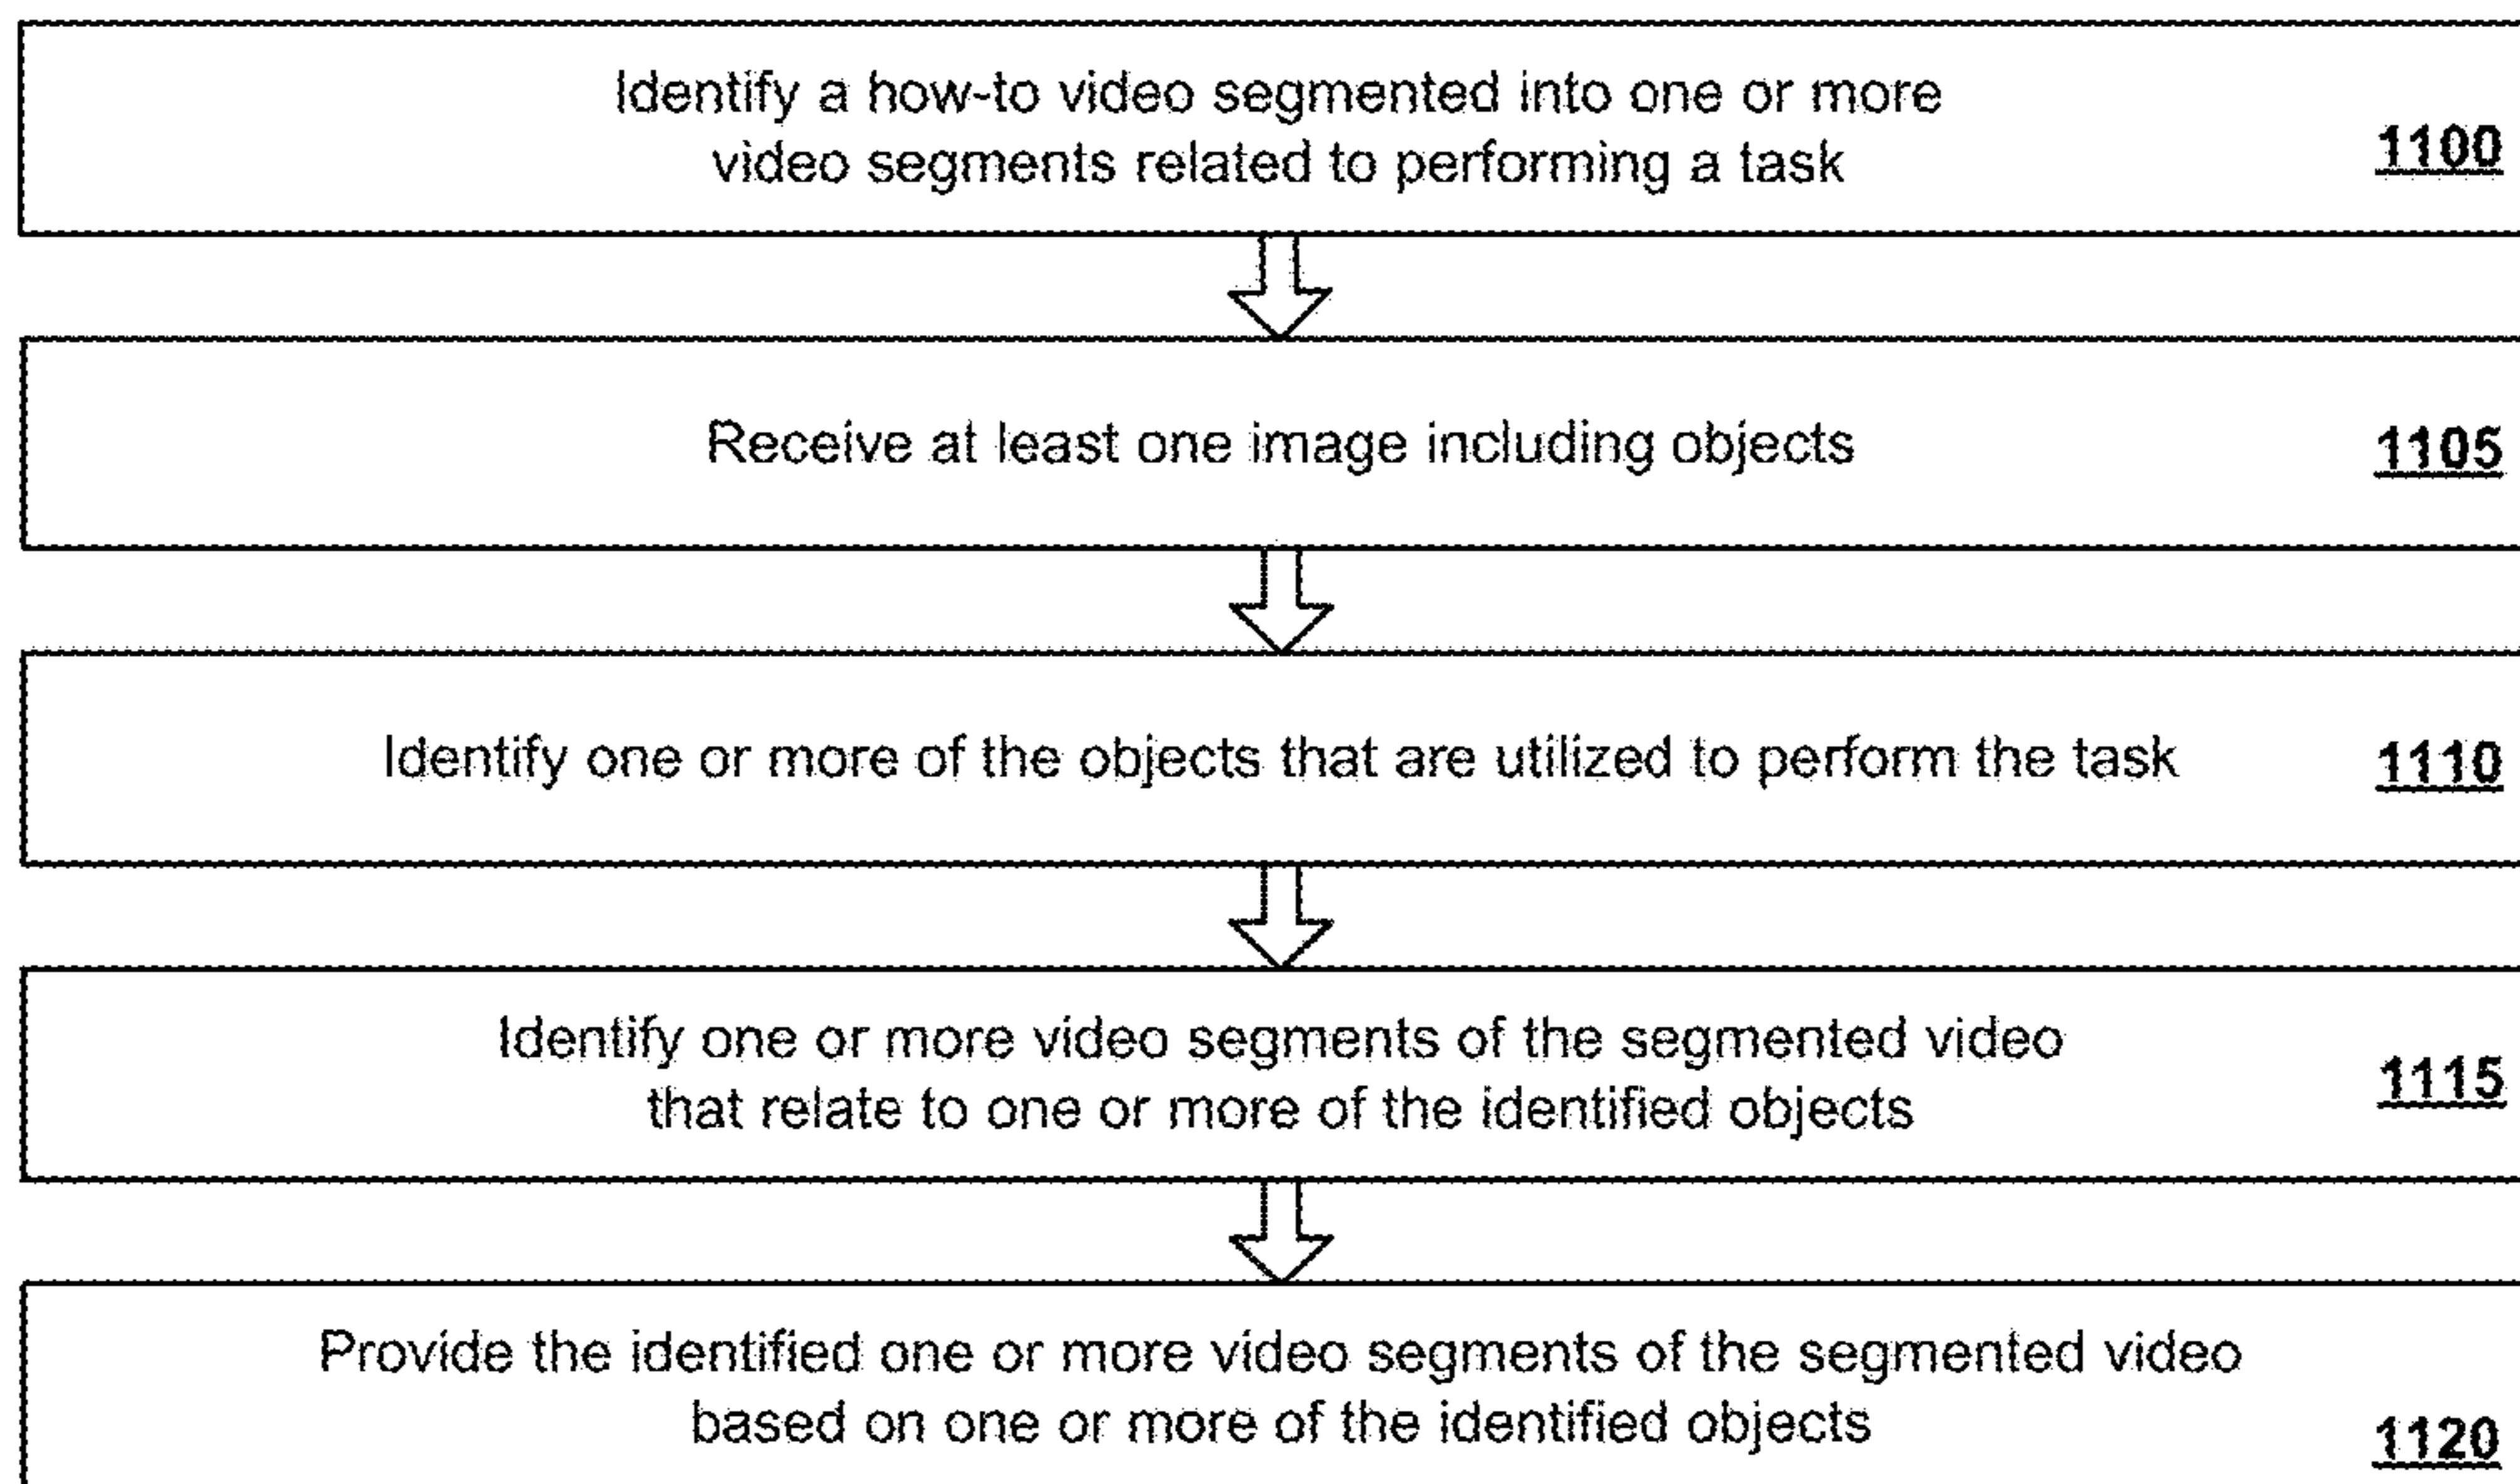 Identify a how-to video segmented into one or more
video segments related to performing a task
1100
Receive at least one image including objects
1105
Identify one or more of the objects that are utilized to perform the task
1110
Identify one or more video segments of the segmented video
that relate to one or more of the identified objects
1115
Provide the identified one or more video segments of the segmented video
based on one or more of the identified objects
1120